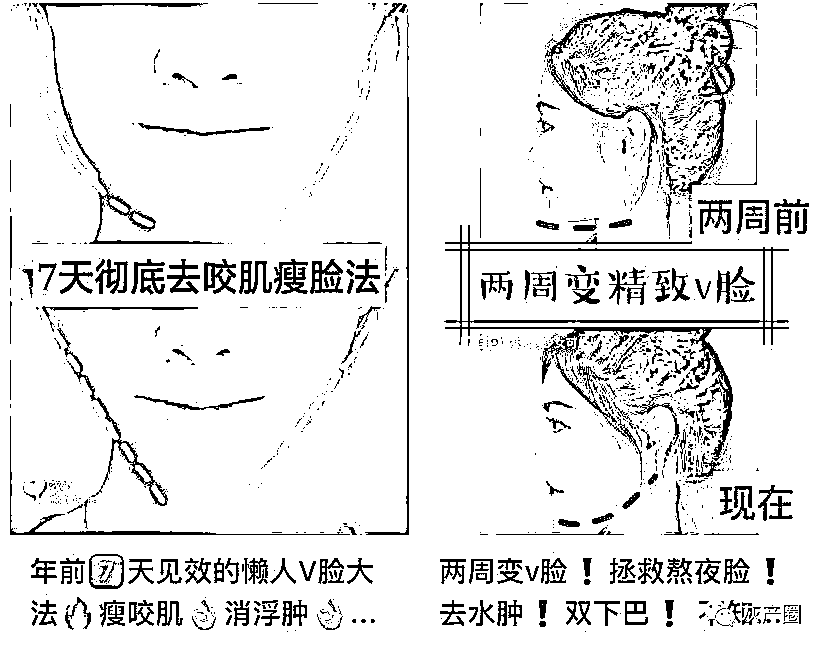 7天彻底去咬肌瘦脸法
年前7天见效的懒人V脸大
法🔥瘦咬肌👌消浮肿👌...
两周前
两周变精致v脸
现在
两周变v脸❗拯救熬夜脸❗
去水肿❗双下巴❗
灰产圈